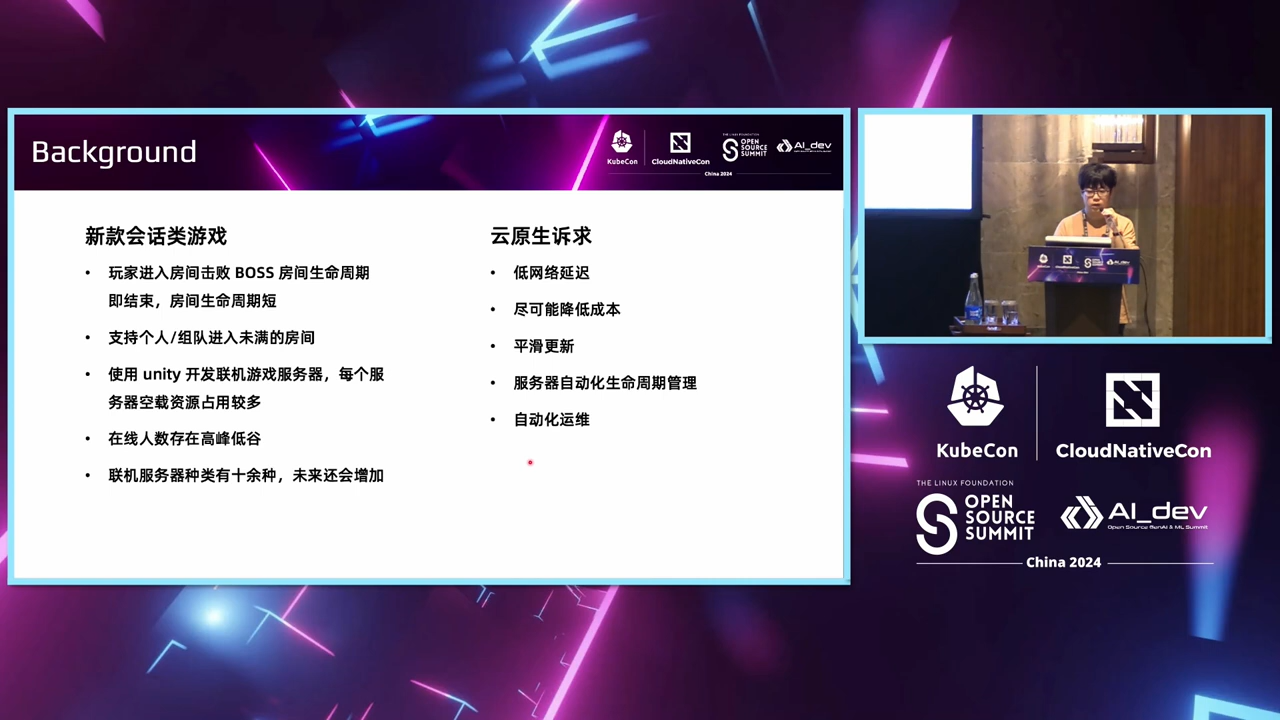 Background
KubeCon
CloudNativeCon
THE LINUX FOUNDATION
OPEN
SOURCE
SUMMIT
AI_dev
China 2024
新款会话类游戏
• 玩家进入房间击败 BOSS 房间生命周期
即结束，房间生命周期短
• 支持个人/组队进入未满的房间
• 使用 unity 开发联机游戏服务器，每个服
务器空载资源占用较多
• 在线人数存在高峰低谷
• 联机服务器种类有十余种，未来还会增加
云原生诉求
• 低网络延迟
• 尽可能降低成本
• 平滑更新
• 服务器自动化生命周期管理
• 自动化运维
KubeCon
CloudNativeCon
THE LINUX FOUNDATION
OPEN
SOURCE
SUMMIT
AI_dev
Open Source GenAI & ML Summit
China 2024